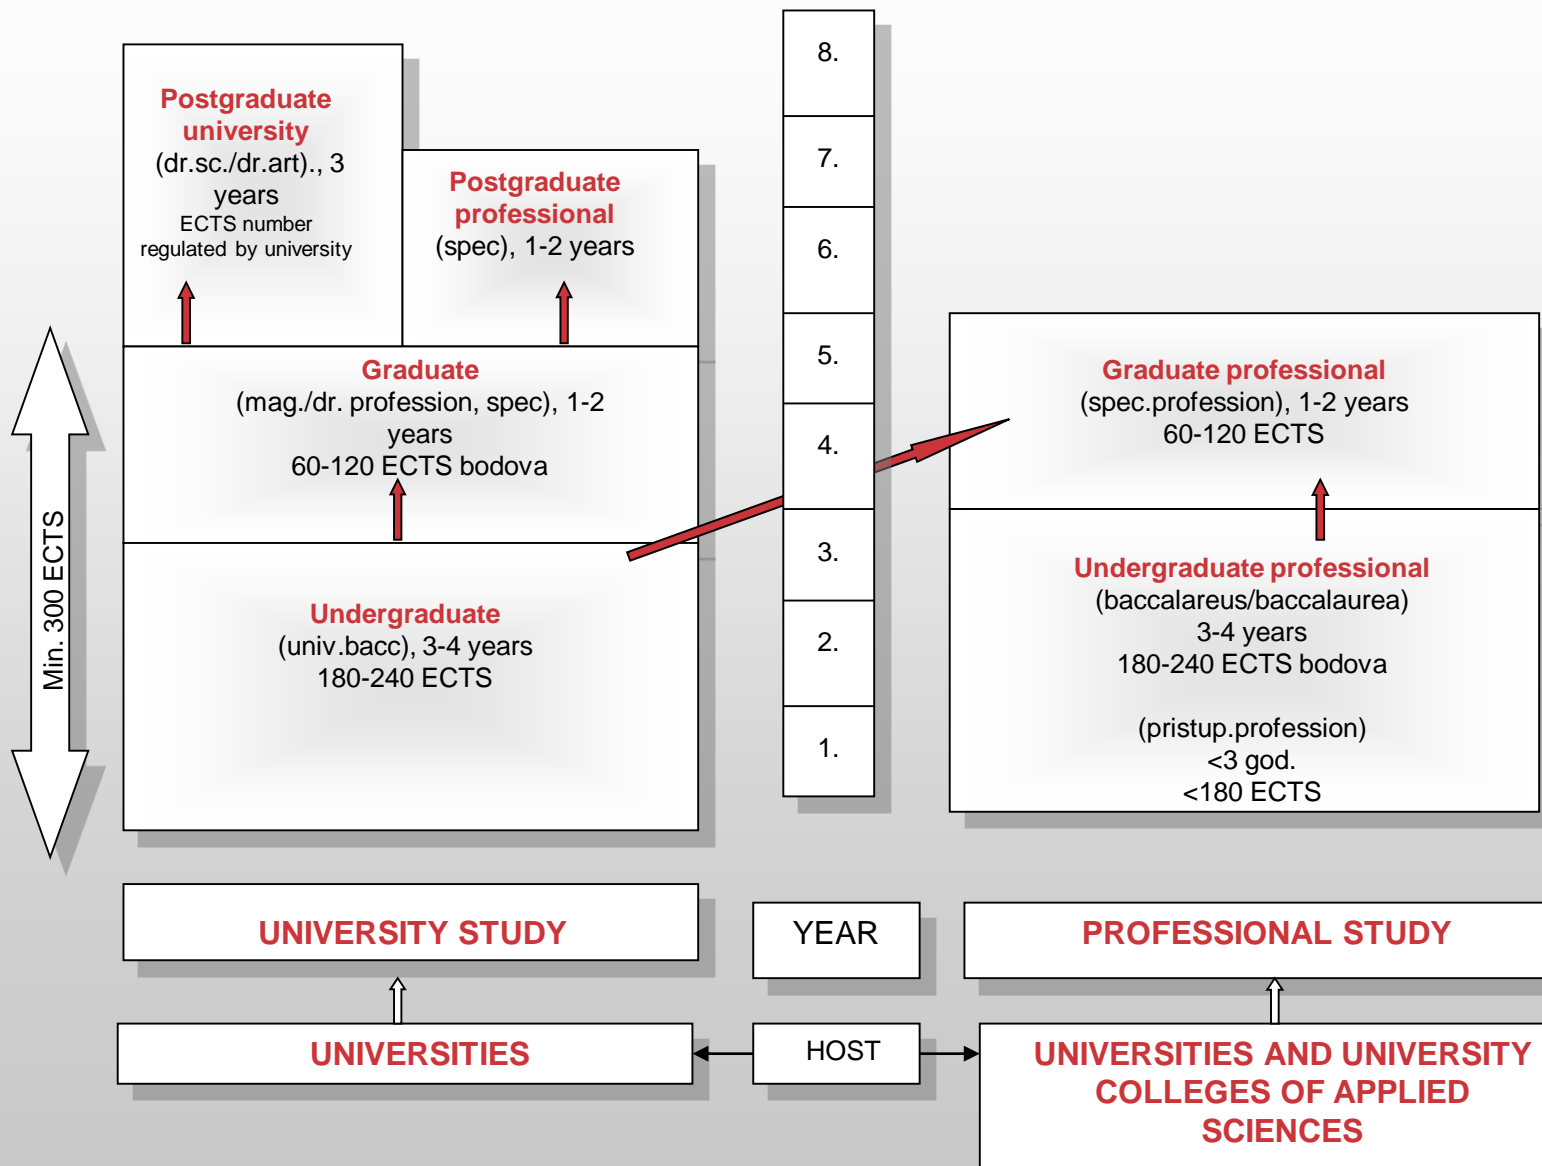 Postgraduate
university
(dr.sc./dr.art)., 3
years
ECTS number
regulated by university
Postgraduate
professional
(spec), 1-2 years
Graduate
(mag./dr. profession, spec), 1-2
years
60-120 ECTS bodova
Undergraduate
(univ.bacc), 3-4 years
180-240 ECTS
Min. 300 ECTS
8.
7.
6.
5.
4.
3.
2.
1.
Graduate professional
(spec.profession), 1-2 years
60-120 ECTS
Undergraduate professional
(baccalareus/baccalaurea)
3-4 years
180-240 ECTS bodova
(pristup.profession)
<3 god.
<180 ECTS
UNIVERSITY STUDY
YEAR
PROFESSIONAL STUDY
UNIVERSITIES
HOST
UNIVERSITIES AND UNIVERSITY
COLLEGES OF APPLIED
SCIENCES